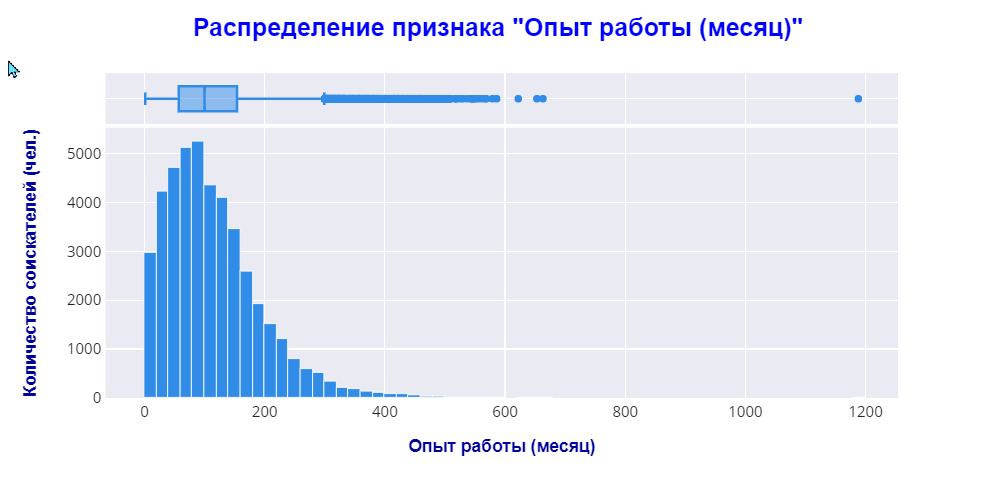 Распределение признака "Опыт работы (месяц)"
Количество соискателей (чел.)
5000
4000
3000
2000
1000
0
0 200 400 600 800 1000 1200
Опыт работы (месяц)